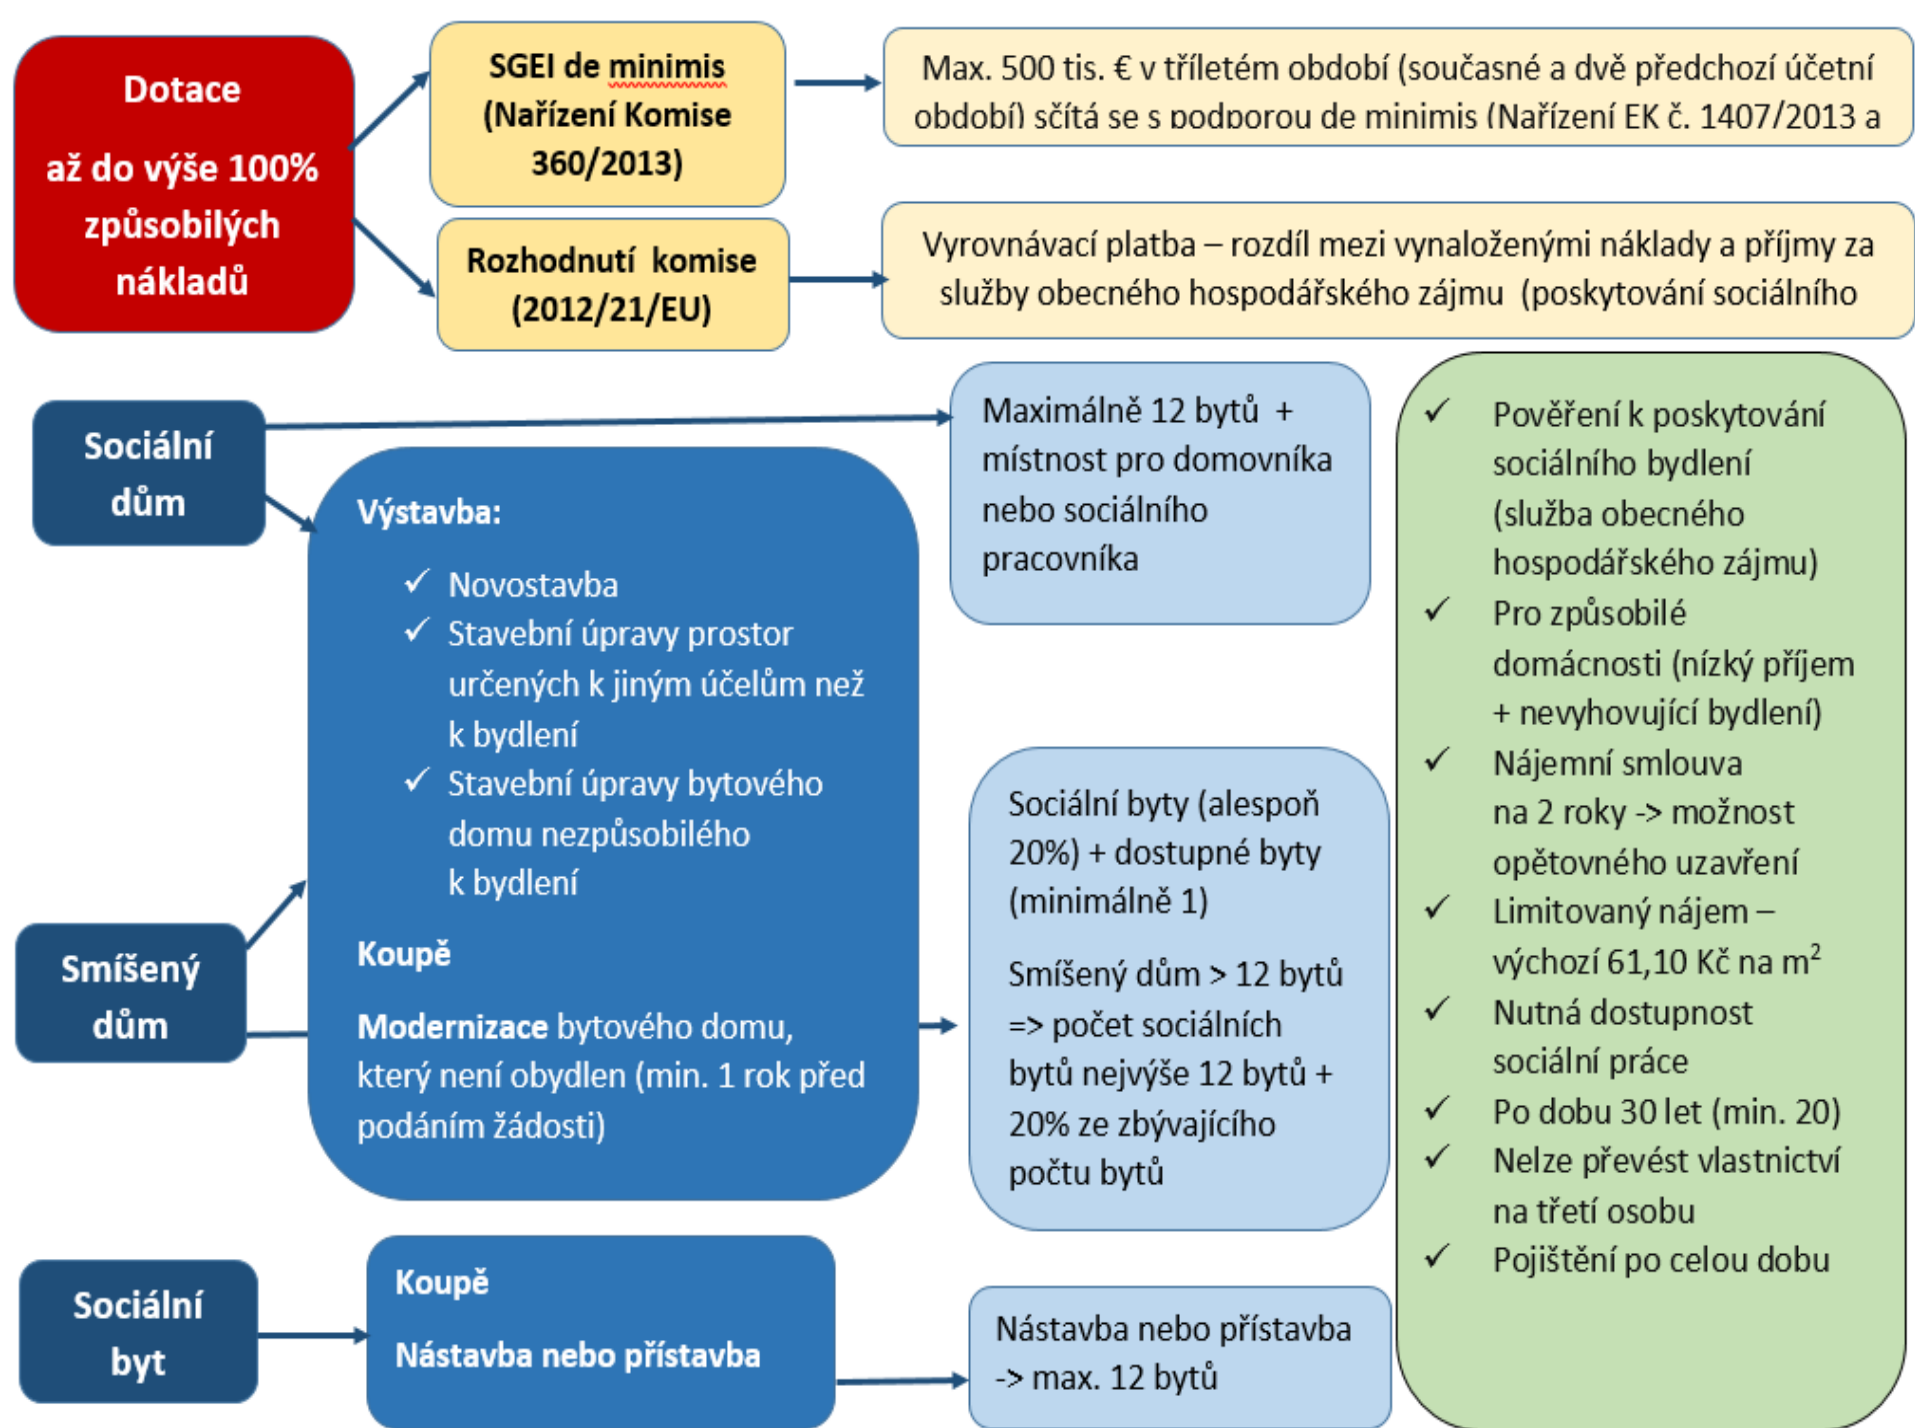 Dotace
až do výše 100%
způsobilých
nákladů
SGEI de minimis
(Nařízení Komise
360/2013)
Max. 500 tis. € v tříletém období (současné a dvě předchozí účetní
období) sčítá se s podporou de minimis (Nařízení EK č. 1407/2013 a
Rozhodnutí komise
(2012/21/EU)
Vyrovnávací platba – rozdíl mezi vynaloženými náklady a příjmy za
služby obecného hospodářského zájmu (poskytování sociálního
Sociální
dům
Maximálně 12 bytů +
místnost pro domovníka
nebo sociálního
pracovníka
Výstavba:
✓ Novostavba
✓ Stavební úpravy prostor
určených k jiným účelům než
k bydlení
✓ Stavební úpravy bytového
domu nezpůsobilého
k bydlení
Koupě
Modernizace bytového domu,
který není obydlen (min. 1 rok před
podáním žádosti)
Smíšený
dům
Sociální byty (alespoň
20%) + dostupné byty
(minimálně 1)
Smíšený dům > 12 bytů
=> počet sociálních
bytů nejvýše 12 bytů +
20% ze zbývajícího
počtu bytů
Sociální
byt
Koupě
Nástavba nebo přístavba
Nástavba nebo přístavba
-> max. 12 bytů
✓ Pověření k poskytování
sociálního bydlení
(služba obecného
hospodářského zájmu)
✓ Pro způsobilé
domácnosti (nízký příjem
+ nevyhovující bydlení)
✓ Nájemní smlouva
na 2 roky -> možnost
opětovného uzavření
✓ Limitovaný nájem –
výchozí 61,10 Kč na m²
✓ Nutná dostupnost
sociální práce
✓ Po dobu 30 let (min. 20)
✓ Nelze převést vlastnictví
na třetí osobu
✓ Pojištění po celou dobu